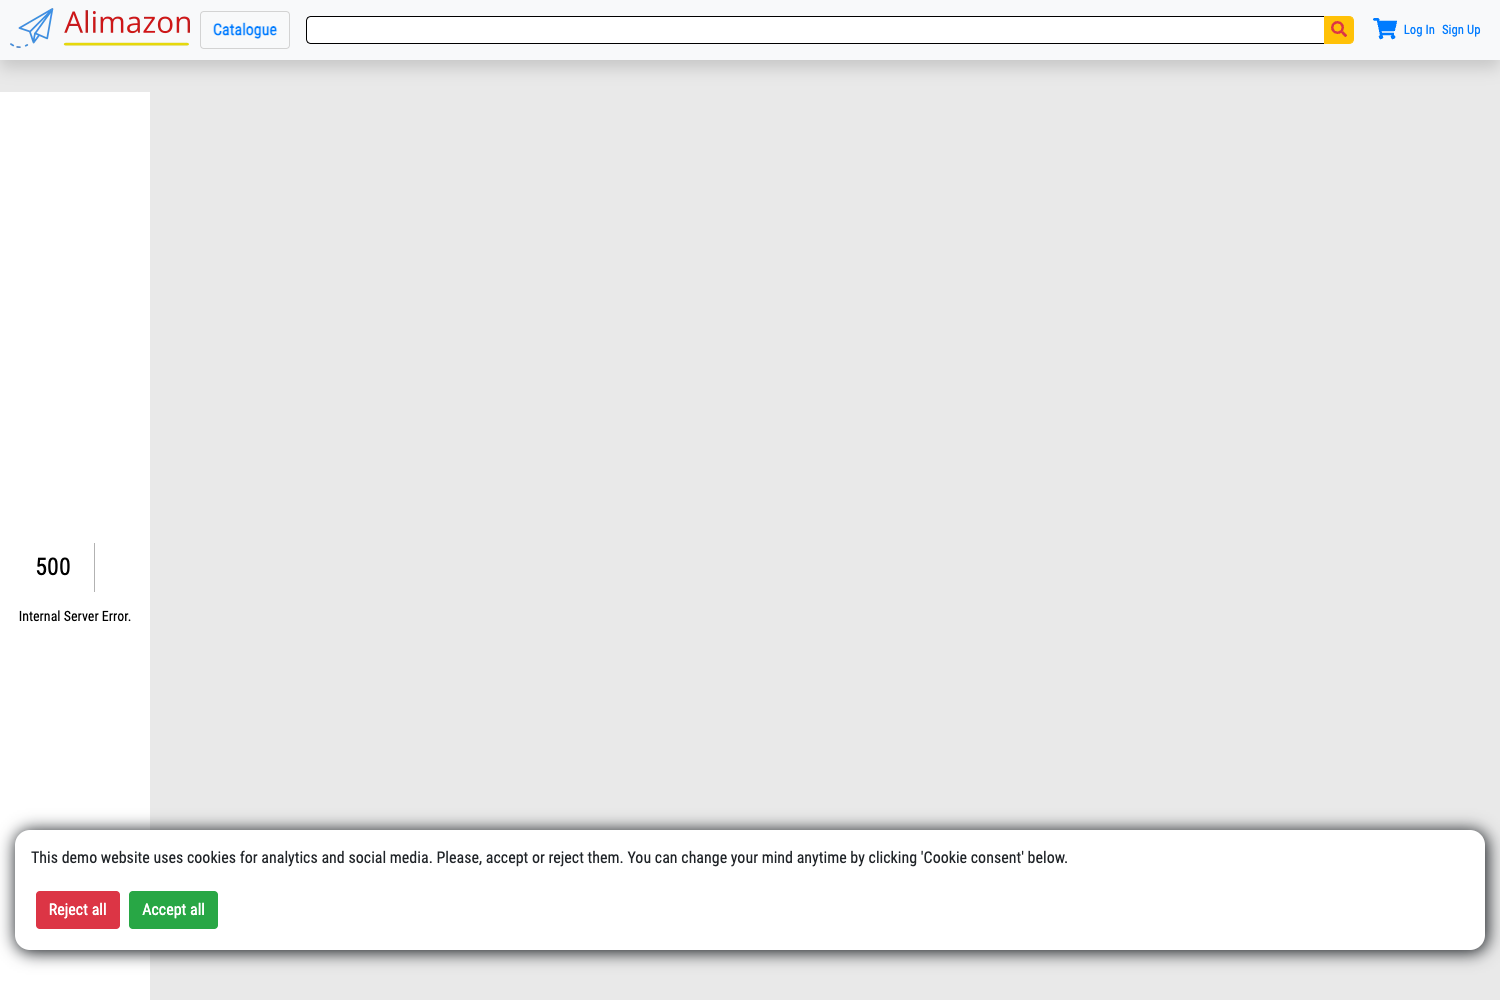 Alimazon
Catalogue
Log In Sign Up
500
Internal Server Error.
This demo website uses cookies for analytics and social media. Please, accept or reject them. You can change your mind anytime by clicking 'Cookie consent' below.
Reject all Accept all